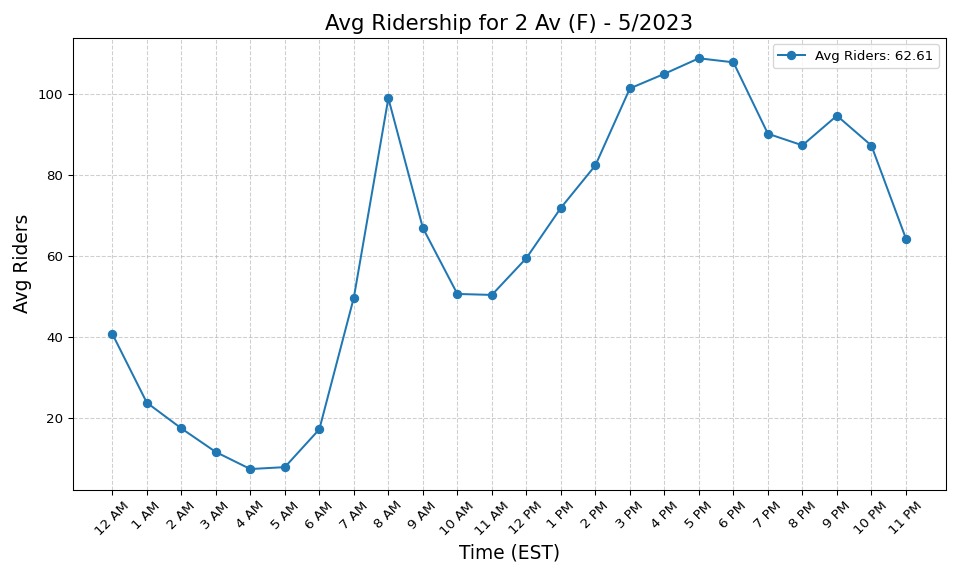 Avg Ridership for 2 Av (F) - 5/2023
Avg Riders: 62.61
Avg Riders
100
80
60
40
20
12 AM 1 AM 2 AM 3 AM 4 AM 5 AM 6 AM 7 AM 8 AM 9 AM 10 AM 11 AM 12 PM 1 PM 2 PM 3 PM 4 PM 5 PM 6 PM 7 PM 8 PM 9 PM 10 PM 11 PM
Time (EST)